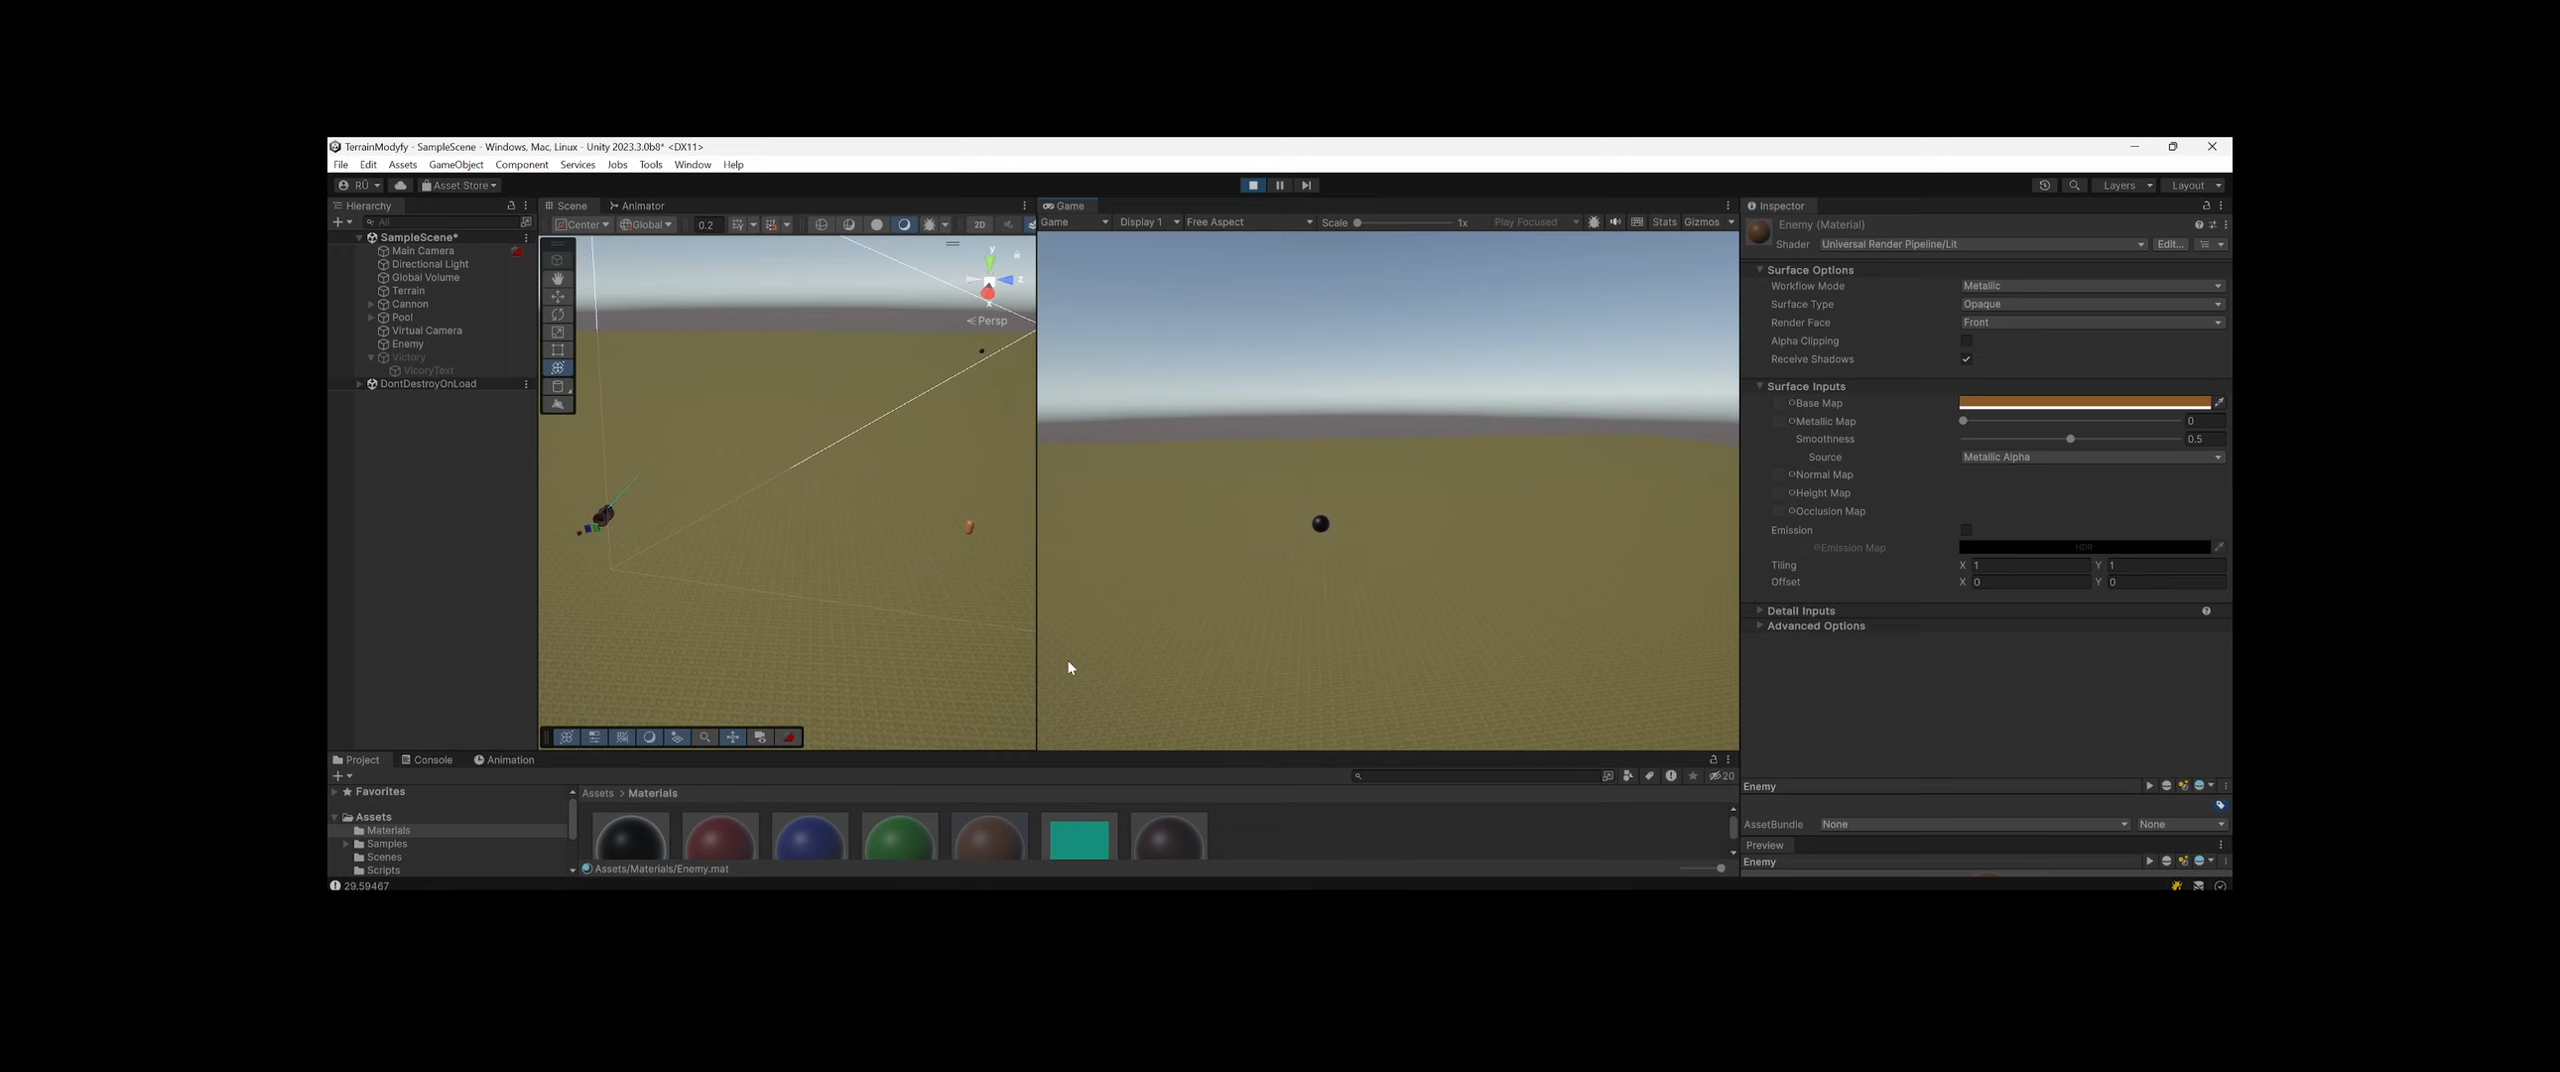 TerrainModyfy - SampleScene - Windows, Mac, Linux - Unity 2023.3.0b8* <DX11>
File Edit Assets GameObject Component Services Jobs Tools Window Help
RÜ Asset Store Layers Layout
Hierarchy
All
SampleScene*
Main Camera
Directional Light
Global Volume
Terrain
Cannon
Pool
Virtual Camera
Enemy
Victory
VicoryText
DontDestroyOnLoad
Scene Animator
Center Global 0.2 2D
y
z
x
Persp
Game
Game Display 1 Free Aspect Scale 1x Play Focused Stats Gizmos
Inspector
Enemy (Material)
Shader Universal Render Pipeline/Lit Edit...
Surface Options
Workflow Mode Metallic
Surface Type Opaque
Render Face Front
Alpha Clipping
Receive Shadows
Surface Inputs
Base Map
Metallic Map 0
Smoothness 0.5
Source Metallic Alpha
Normal Map
Height Map
Occlusion Map
Emission
Emission Map HDR
Tiling X 1 Y 1
Offset X 0 Y 0
Detail Inputs
Advanced Options
Enemy
AssetBundle None None
Preview
Enemy
Project Console Animation
20
Favorites
Assets
Materials
Samples
Scenes
Scripts
Assets > Materials
Assets/Materials/Enemy.mat
29.59467